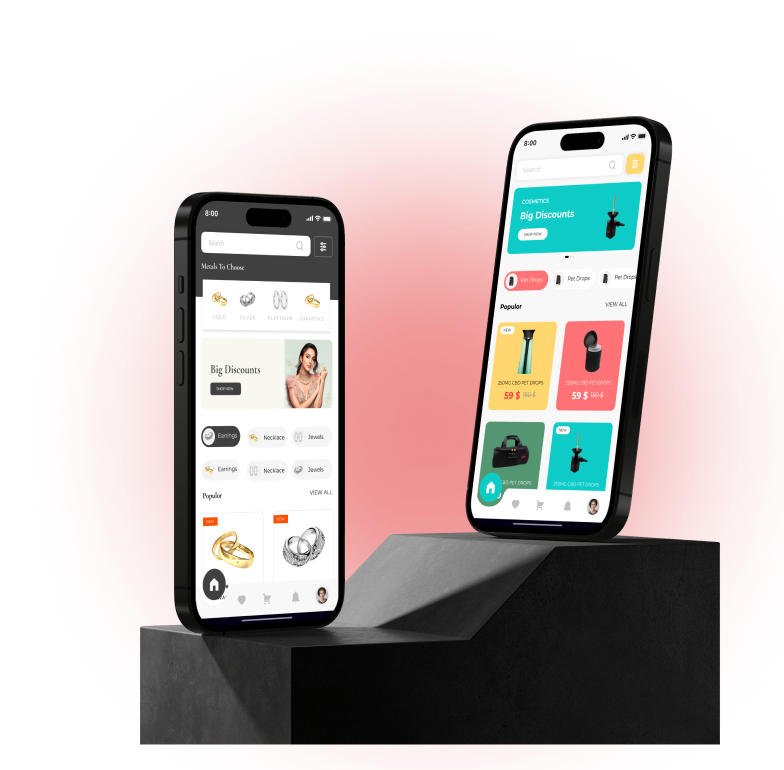 8:00
Search
Metals To Choose
GOLD SILVER PLATINUM DIAMOND
Big Discounts
SHOP NOW
Earrings Necklace Jewels
Earrings Necklace Jewels
Populor VIEW ALL
NEW NEW
8:00
Search
COSMETICS
Big Discounts
SHOP NOW
Pet Drops Pet Drops Pet Drops
Populor VIEW ALL
NEW
250MG CBD PET DROPS 250MG CBD PET DROPS
59 $ 150 $ 59 $ 150 $
NEW
CBD PET DROPS 250MG CBD PET DROPS